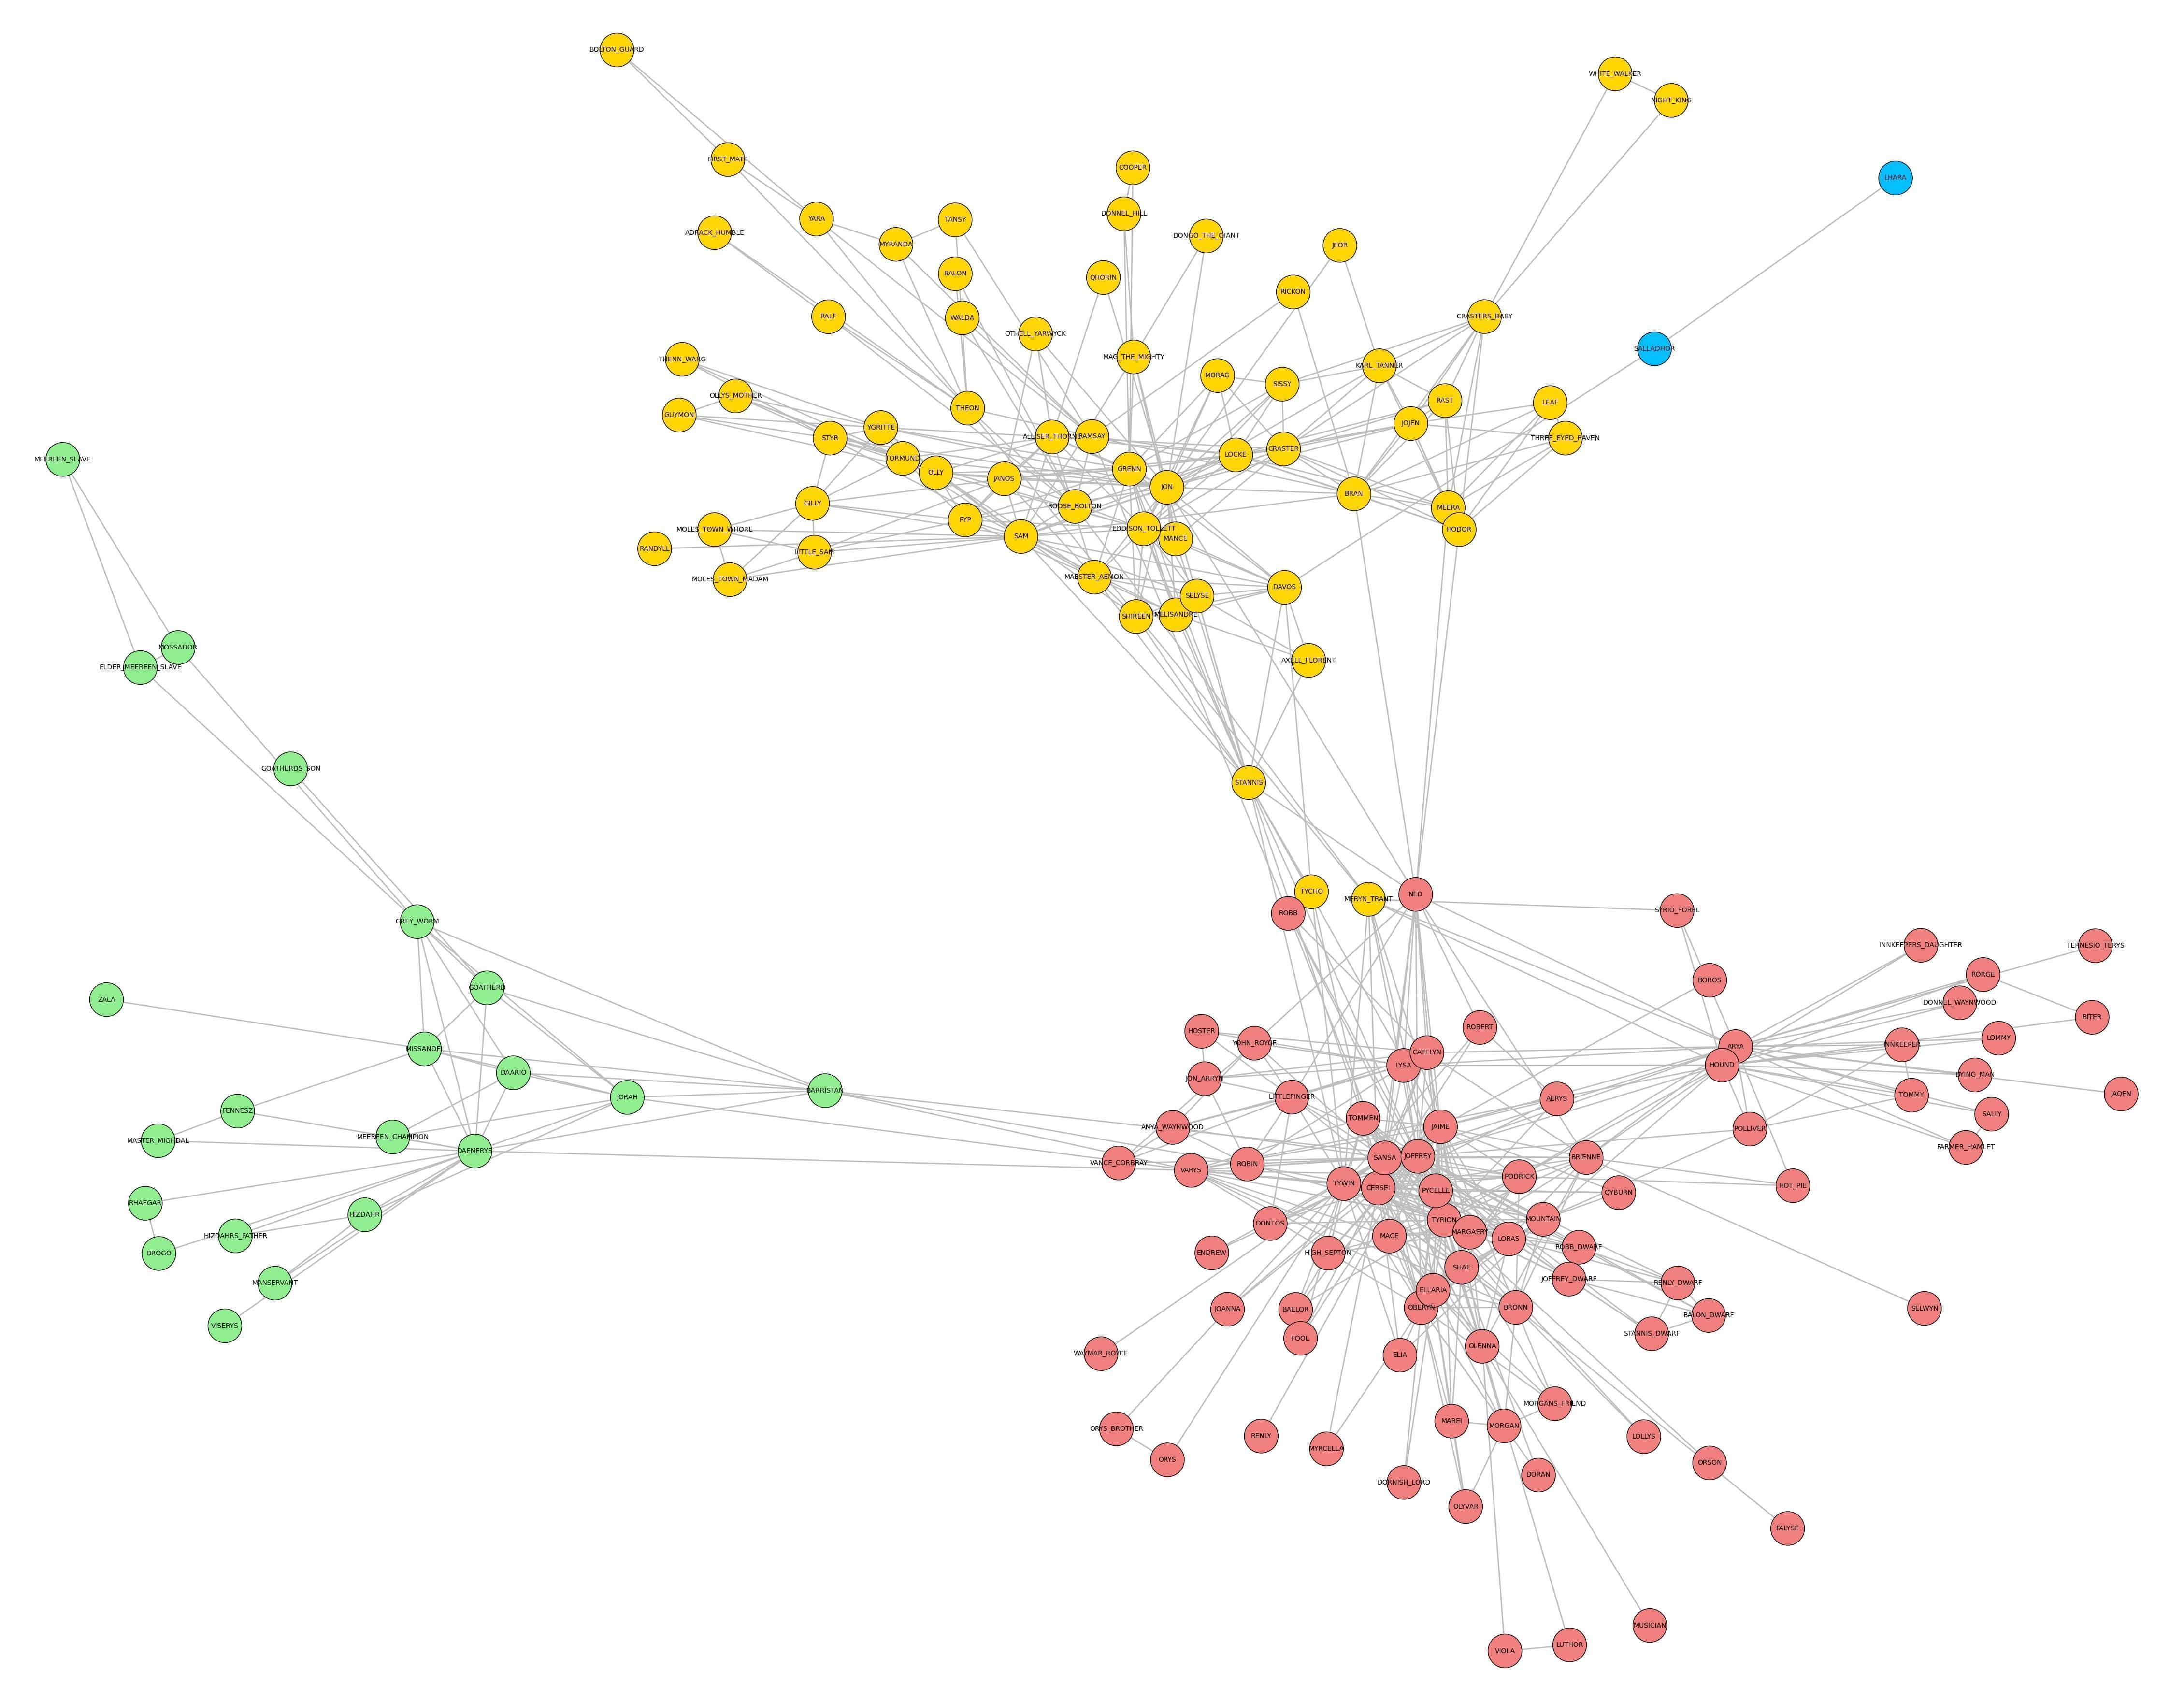 BOLTON_GUARD
WHITE_WALKER
NIGHT_KING
FIRST_MATE
COOPER
LHARA
DONNEL_HILL
YARA
TANSY
ADRACK_HUMBLE
DONGO_THE_GIANT
MYRANDA
JEOR
BALON
QHORIN
RICKON
RALF
WALDA
CRASTERS_BABY
OTHELL_YARWYCK
SALLADHOR
MAG_THE_MIGHTY
THENN_WARG
KARL_TANNER
MORAG
SISSY
OLLYS_MOTHER
RAST
LEAF
THEON
GUYMON
JOJEN
YGRITTE
STYR
ALLISER_THORNE
RAMSAY
THREE_EYED_RAVEN
CRASTER
LOCKE
TORMUND
MEEREEN_SLAVE
GRENN
OLLY
JANOS
JON
BRAN
GILLY
ROOSE_BOLTON
MEERA
PYP
MOLES_TOWN_WHORE
EDDISON_TOLLETT
HODOR
SAM
MANCE
RANDYLL
LITTLE_SAM
MAESTER_AEMON
MOLES_TOWN_MADAM
DAVOS
SELYSE
SHIREEN
MELISANDRE
MOSSADOR
AXELL_FLORENT
ELDER_MEEREEN_SLAVE
GOATHERDS_SON
STANNIS
TYCHO
NED
MERYN_TRANT
SYRIO_FOREL
ROBB
GREY_WORM
INNKEEPERS_DAUGHTER
TERNESIO_TERYS
RORGE
BOROS
GOATHERD
ZALA
DONNEL_WAYNWOOD
BITER
ROBERT
HOSTER
LOMMY
YOHN_ROYCE
INNKEEPER
ARYA
MISSANDEI
CATELYN
LYSA
HOUND
DAARIO
DYING_MAN
JON_ARRYN
BARRISTAN
JAQEN
TOMMY
JORAH
LITTLEFINGER
AERYS
FENNESZ
SALLY
TOMMEN
ANYA_WAYNWOOD
JAIME
POLLIVER
MEEREEN_CHAMPION
MASTER_MIGHDAL
FARMER_HAMLET
DAENERYS
JOFFREY
SANSA
BRIENNE
VANCE_CORBRAY
ROBIN
VARYS
PODRICK
TYWIN
HOT_PIE
CERSEI
PYCELLE
QYBURN
RHAEGAR
HIZDAHR
MOUNTAIN
TYRION
DONTOS
MARGAERY
HIZDAHRS_FATHER
MACE
LORAS
ROBB_DWARF
DROGO
ENDREW
HIGH_SEPTON
SHAE
JOFFREY_DWARF
MANSERVANT
RENLY_DWARF
ELLARIA
OBERYN
BRONN
SELWYN
JOANNA
BAELOR
BALON_DWARF
VISERYS
STANNIS_DWARF
FOOL
OLENNA
WAYMAR_ROYCE
ELIA
MORGANS_FRIEND
MAREI
MORGAN
ORYS_BROTHER
RENLY
LOLLYS
MYRCELLA
ORYS
ORSON
DORAN
DORNISH_LORD
OLYVAR
FALYSE
MUSICIAN
LUTHOR
VIOLA